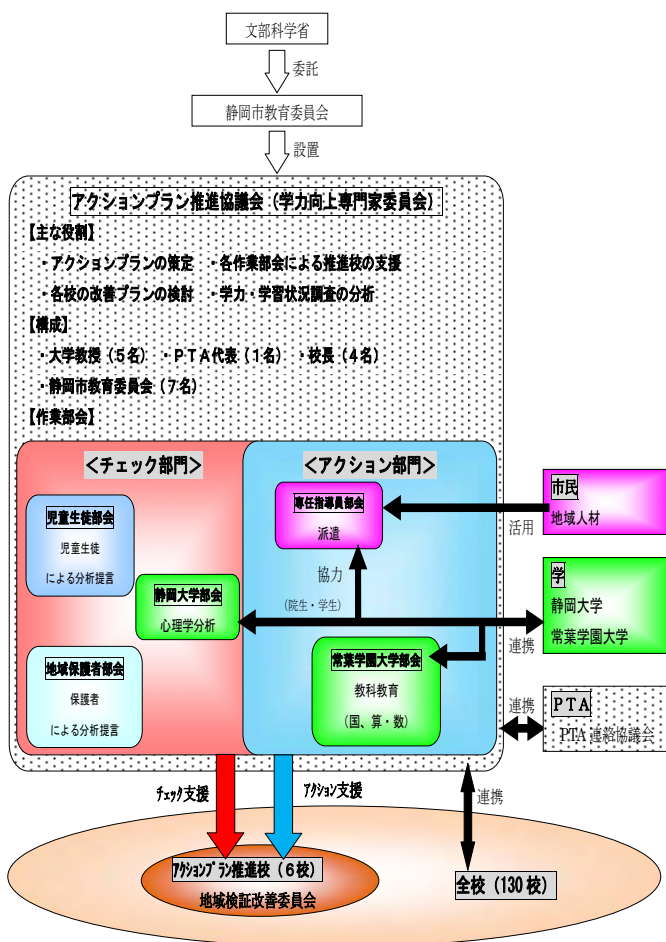 文部科学省
委託
静岡市教育委員会
設置
アクションプラン推進協議会（学力向上専門家委員会）
【主な役割】
・アクションプランの策定　・各作業部会による推進校の支援
・各校の改善プランの検討　・学力・学習状況調査の分析
【構成】
・大学教授（５名）　・ＰＴＡ代表（１名）　・校長（４名）
・静岡市教育委員会（７名）
【作業部会】
＜チェック部門＞
＜アクション部門＞
児童生徒部会
児童生徒
による分析提言
静岡大学部会
心理学分析
地域保護者部会
保護者
による分析提言
専任指導員部会
派遣
協力
(院生・学生)
常葉学園大学部会
教科教育
（国、算・数）
活用
市民
地域人材
連携
学
静岡大学
常葉学園大学
連携
ＰＴＡ
PTA 連絡協議会
チェック支援
アクション支援
連携
アクションプラン推進校（６校）
地域検証改善委員会
全校（130 校）